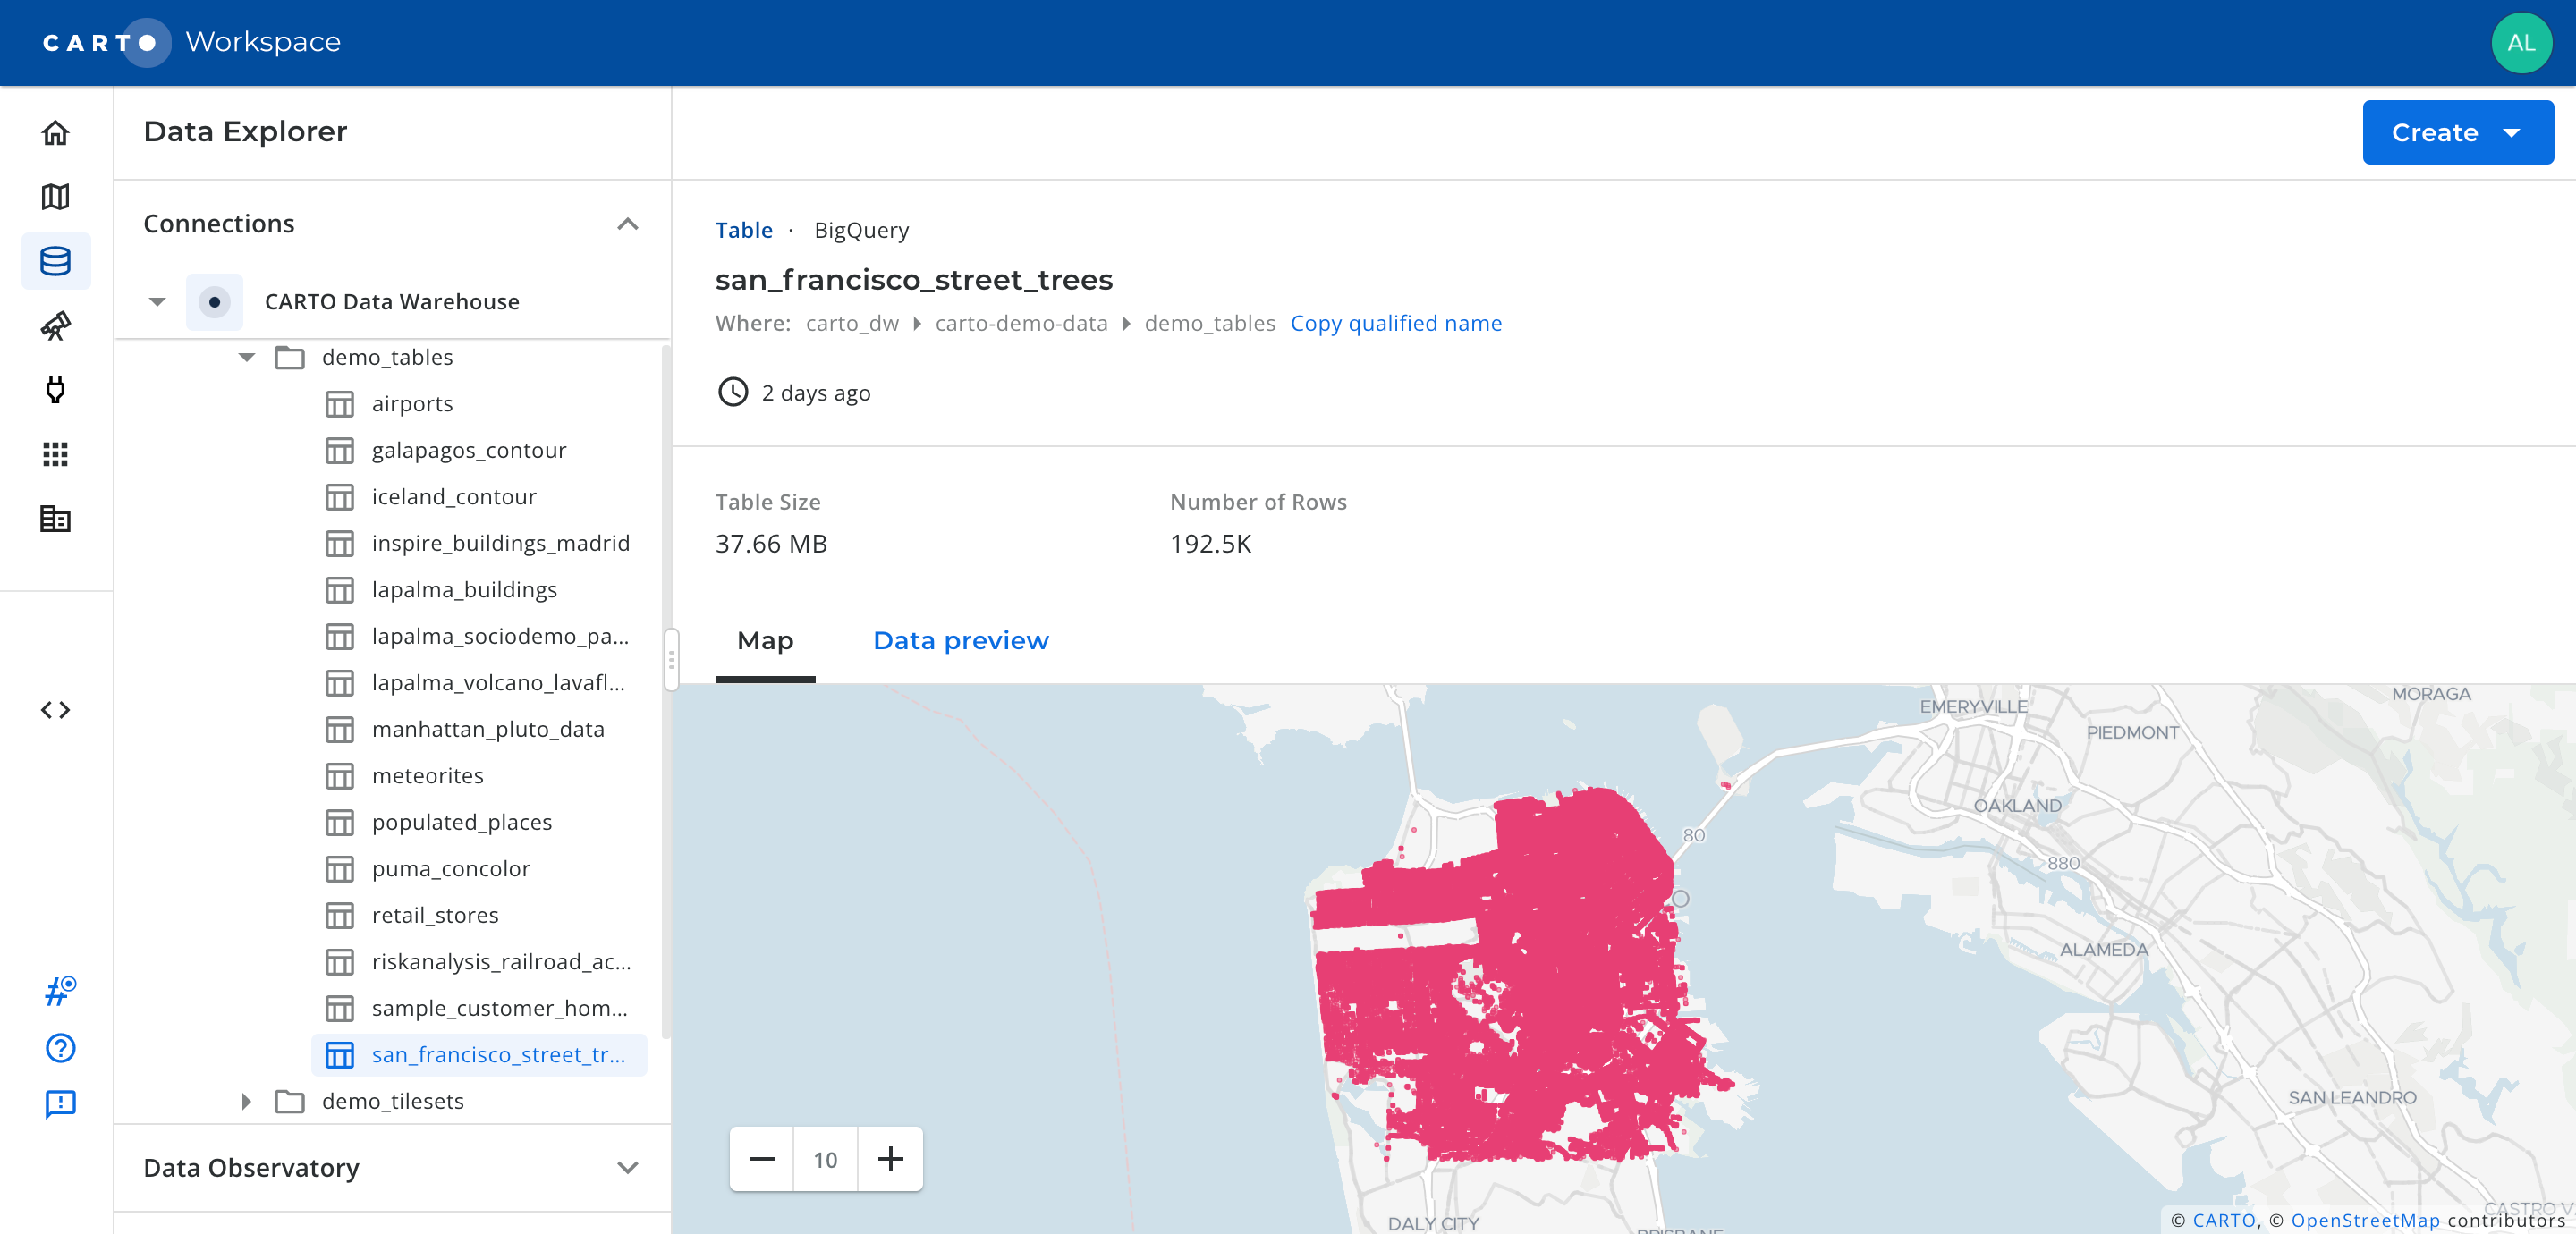 CARTO Workspace
AL
Data Explorer
Create
Connections
CARTO Data Warehouse
demo_tables
airports
galapagos_contour
iceland_contour
inspire_buildings_madrid
lapalma_buildings
lapalma_sociodemo_pa...
lapalma_volcano_lavafl...
manhattan_pluto_data
meteorites
populated_places
puma_concolor
retail_stores
riskanalysis_railroad_ac...
sample_customer_hom...
san_francisco_street_tr...
demo_tilesets
Data Observatory
Table · BigQuery
san_francisco_street_trees
Where: carto_dw carto-demo-data demo_tables Copy qualified name
2 days ago
Table Size
37.66 MB
Number of Rows
192.5K
Map
Data preview
MORAGA
EMERYVILLE
PIEDMONT
OAKLAND
80
880
ALAMEDA
SAN LEANDRO
10
DALY CITY
BRISBANE
CASTRO V
© CARTO, © OpenStreetMap contributors